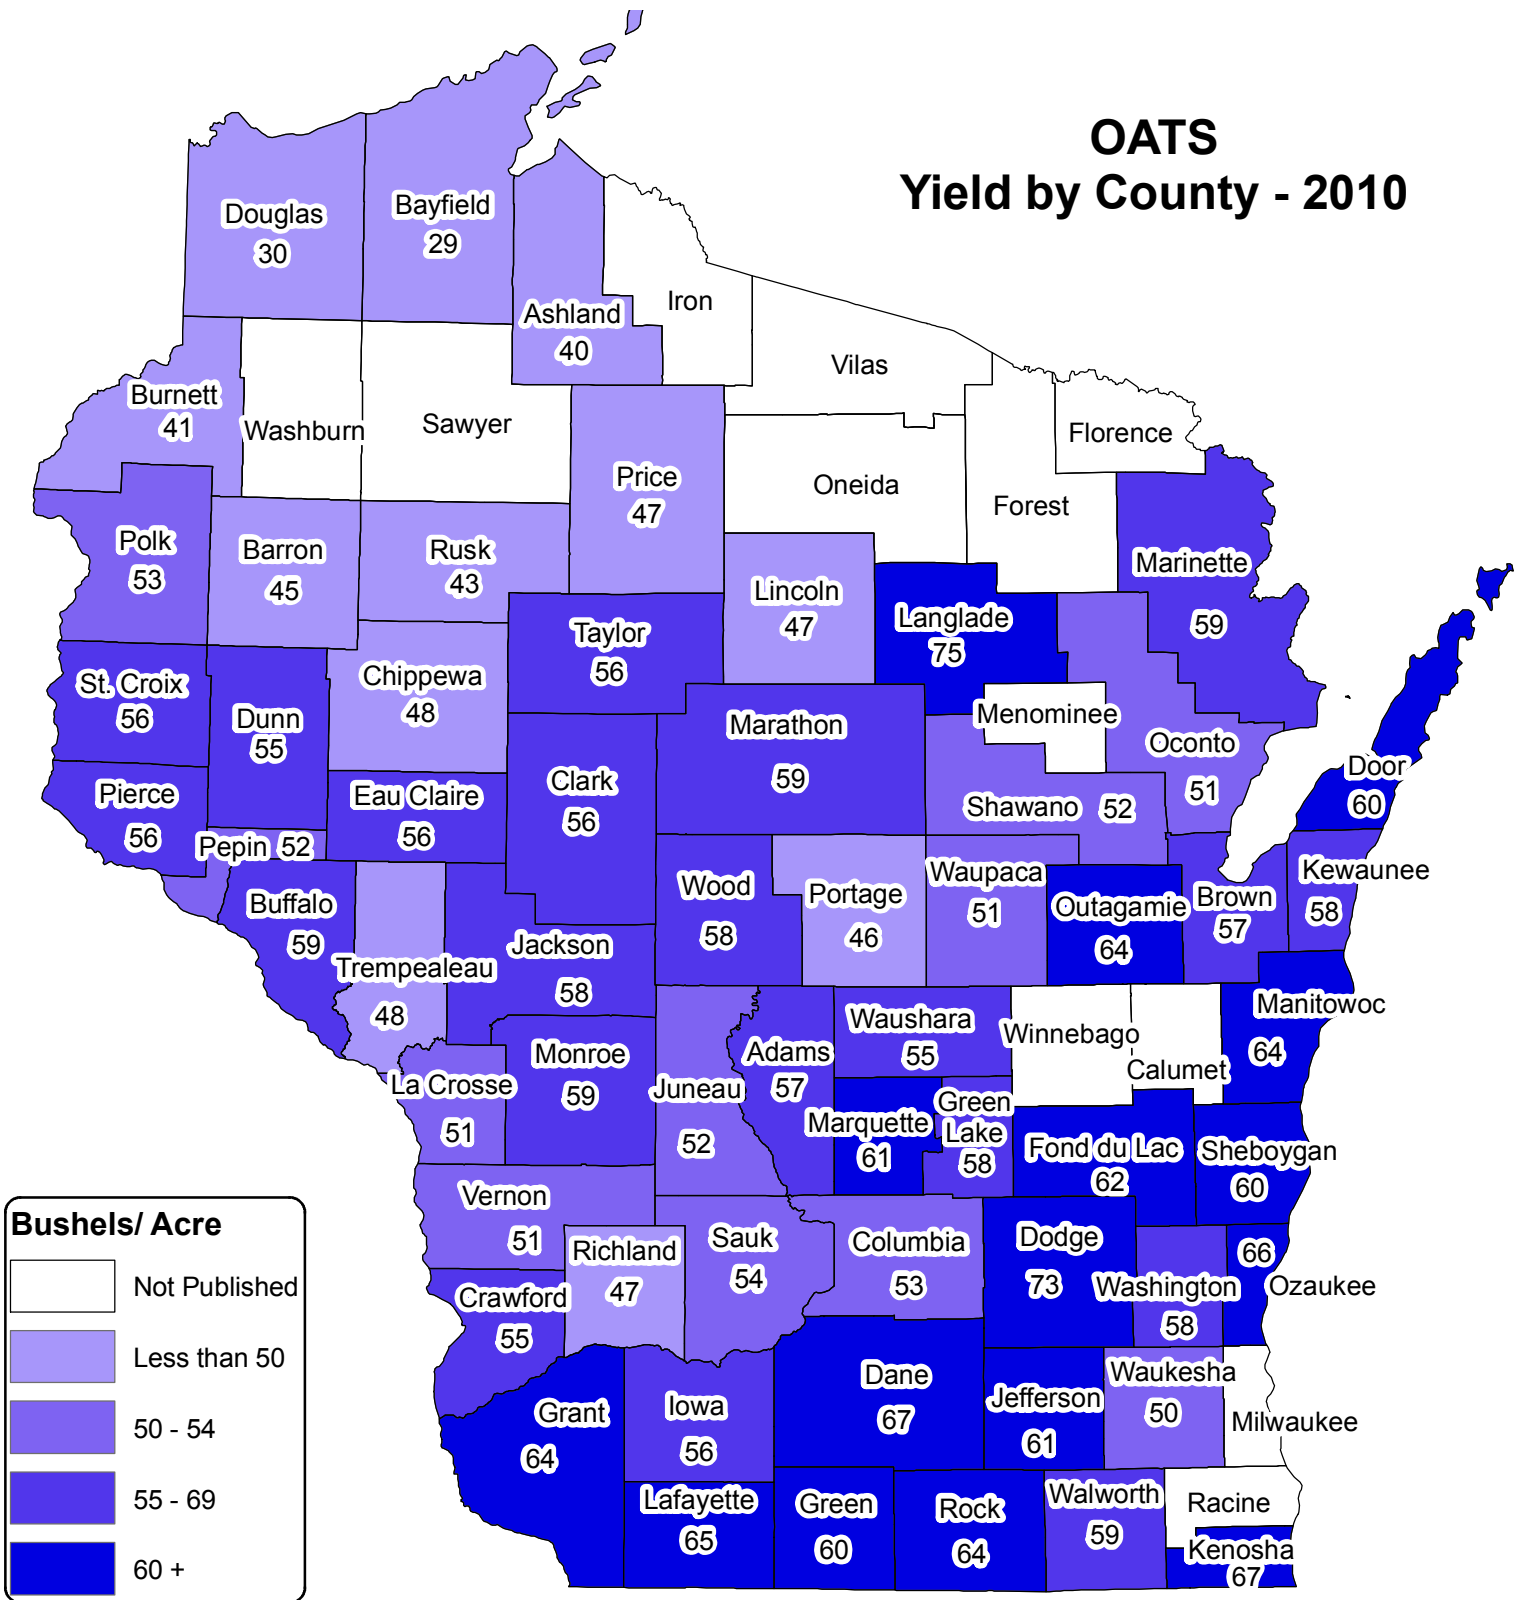 OATS
Yield by County - 2010
Douglas
30
Bayfield
29
Ashland
40
Iron
Vilas
Burnett
41
Washburn
Sawyer
Price
47
Oneida
Forest
Florence
Polk
53
Barron
45
Rusk
43
Lincoln
47
Langlade
75
Marinette
59
Taylor
56
St. Croix
56
Dunn
55
Chippewa
48
Marathon
59
Menominee
Oconto
51
Door
60
Pierce
56
Pepin 52
Eau Claire
56
Clark
56
Shawano 52
Buffalo
59
Trempealeau
48
Jackson
58
Wood
58
Portage
46
Waupaca
51
Outagamie
64
Brown
57
Kewaunee
58
La Crosse
51
Monroe
59
Juneau
52
Adams
57
Waushara
55
Winnebago
Calumet
Manitowoc
64
Marquette
61
Green
Lake
58
Fond du Lac
62
Sheboygan
60
Vernon
51
Richland
47
Sauk
54
Columbia
53
Dodge
73
Washington
58
66
Ozaukee
Crawford
55
Grant
64
Iowa
56
Dane
67
Jefferson
61
Waukesha
50
Milwaukee
Lafayette
65
Green
60
Rock
64
Walworth
59
Racine
Kenosha
67
Bushels/ Acre
Not Published
Less than 50
50 - 54
55 - 69
60 +